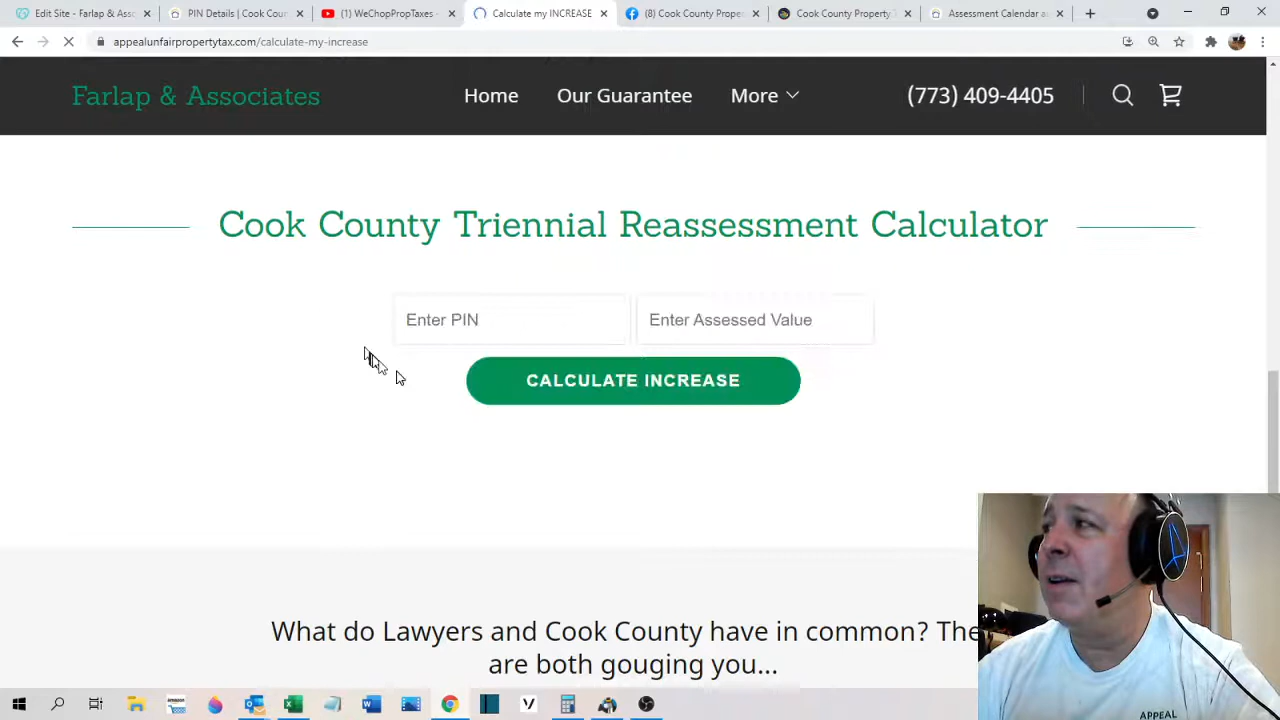 Edit Site - 6& Asso
PIN Details | Cook Coun
(1) WeChopPropTaxes -
Calculate my INCREASE
(8) Cook County Proper
Cook County Property T
Assessment Calendar a
appealunfairpropertytax.com/calculate-my-increase
Farlap & Associates
Home
Our Guarantee
More
(773) 409-4405
Cook County Triennial Reassessment Calculator
Enter PIN
Enter Assessed Value
CALCULATE INCREASE
What do Lawyers and Cook County have in common? The
are both gouging you...
APPEAL